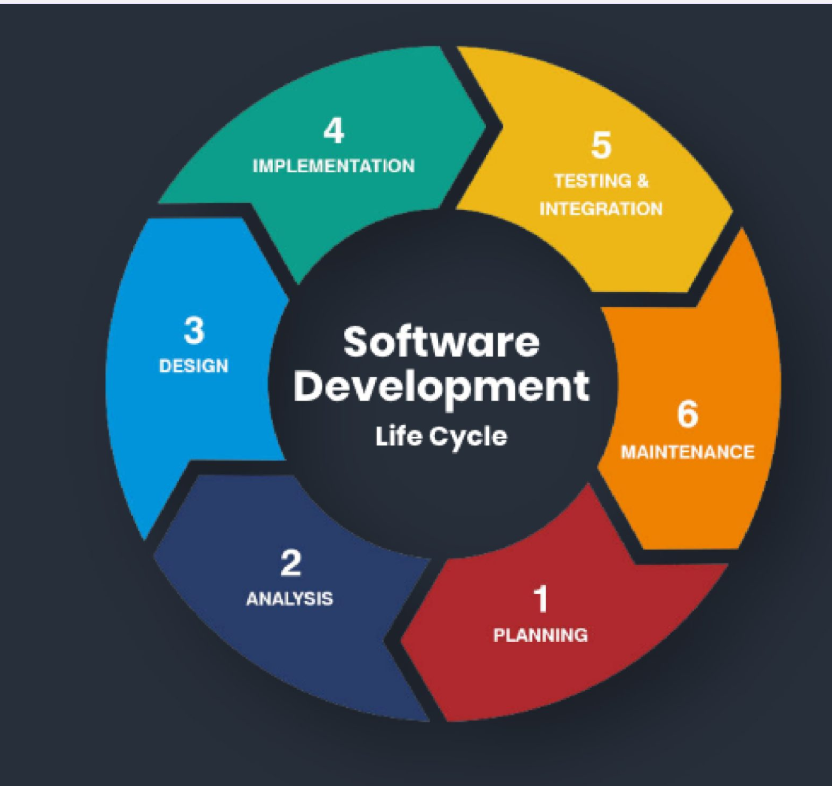 Software
Development
Life Cycle
1
PLANNING
2
ANALYSIS
3
DESIGN
4
IMPLEMENTATION
5
TESTING &
INTEGRATION
6
MAINTENANCE